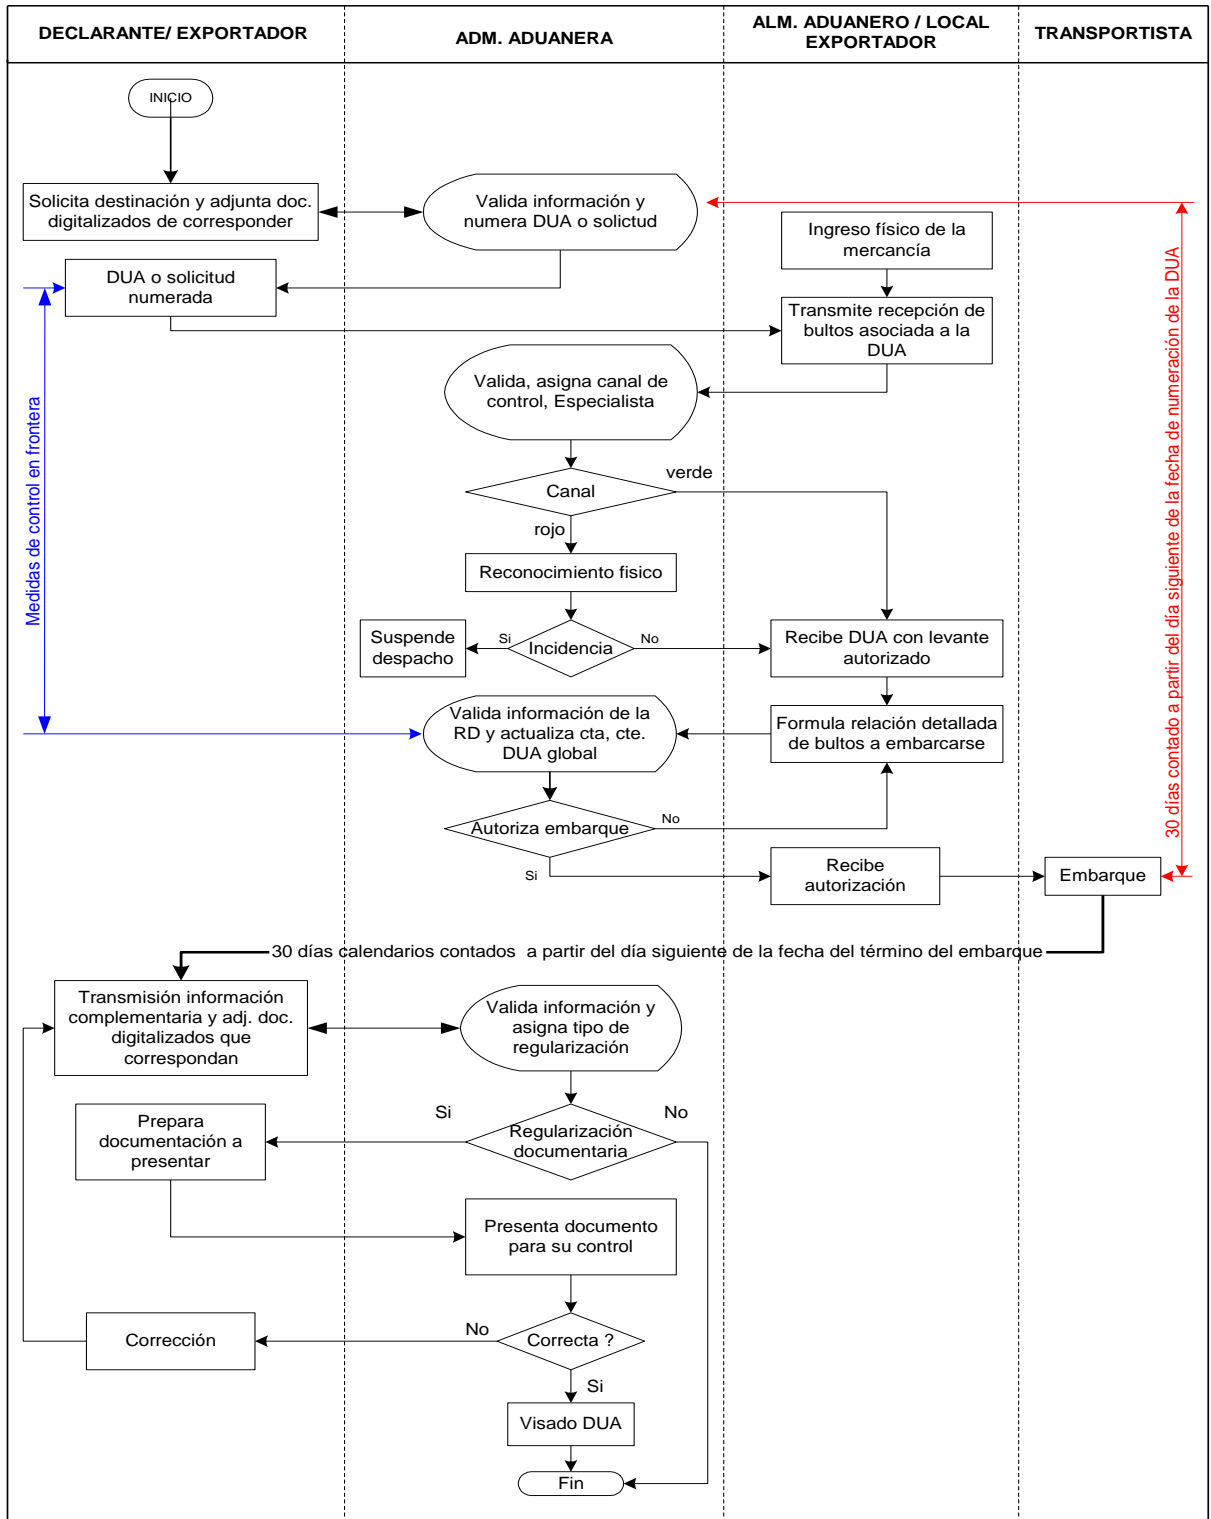 DECLARANTE/ EXPORTADOR
ADM. ADUANERA
ALM. ADUANERO / LOCAL
EXPORTADOR
TRANSPORTISTA
INICIO
Solicita destinación y adjunta doc.
digitalizados de corresponder
Valida información y
numera DUA o solictud
Ingreso físico de la
mercancía
DUA o solicitud
numerada
Transmite recepción de
bultos asociada a la
DUA
Valida, asigna canal de
control, Especialista
Canal
verde
rojo
Reconocimiento fisico
Suspende
despacho
Si
Incidencia
No
Recibe DUA con levante
autorizado
Medidas de control en frontera
30 días contado a partir del día siguiente de la fecha de numeración de la DUA
Valida información de la
RD y actualiza cta, cte.
DUA global
Formula relación detallada
de bultos a embarcarse
Autoriza embarque
No
Si
Recibe
autorización
Embarque
30 días calendarios contados a partir del día siguiente de la fecha del término del embarque
Transmisión información
complementaria y adj. doc.
digitalizados que
correspondan
Valida información y
asigna tipo de
regularización
Si
No
Regularización
documentaria
Prepara
documentación a
presentar
Presenta documento
para su control
Corrección
No
Correcta ?
Si
Visado DUA
Fin